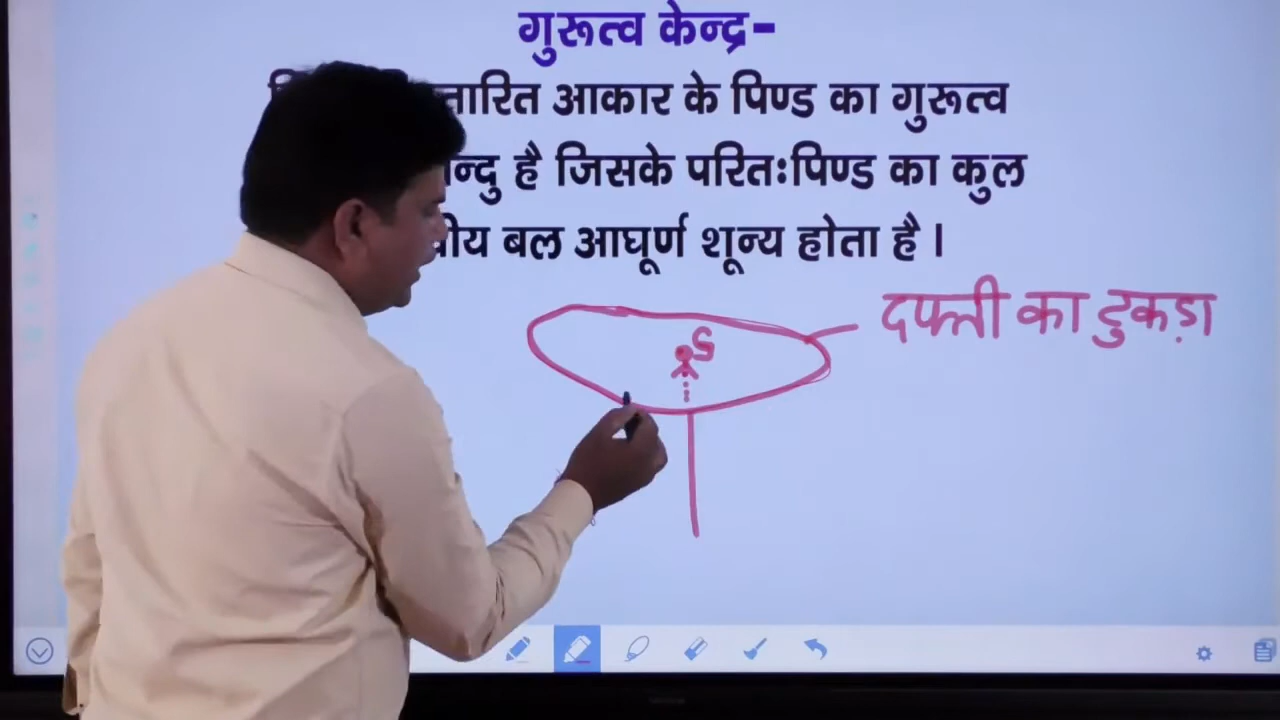 गुरूत्व केन्द्र-
आकार के पिण्ड का गुरूत्व
है जिसके परितःपिण्ड का कुल
बल आघूर्ण शून्य होता है ।
दफ्ती का टुकड़ा
G